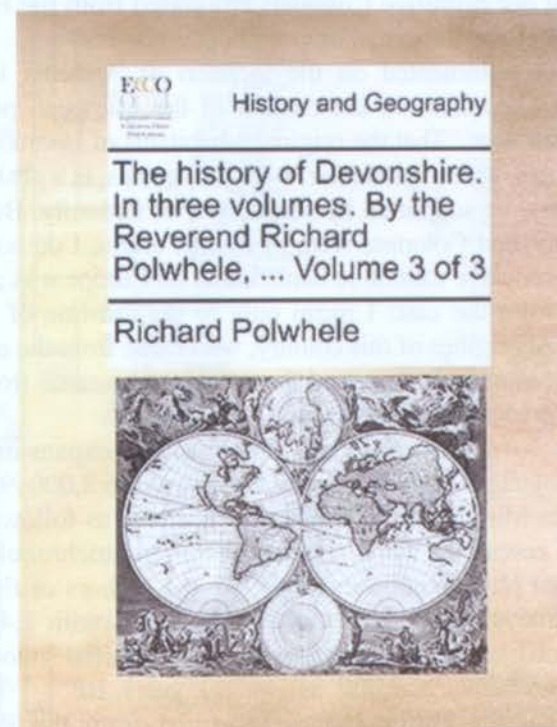 ECCO
History and Geography
The history of Devonshire.
In three volumes. By the
Reverend Richard
Polwhele, ... Volume 3 of 3
Richard Polwhele